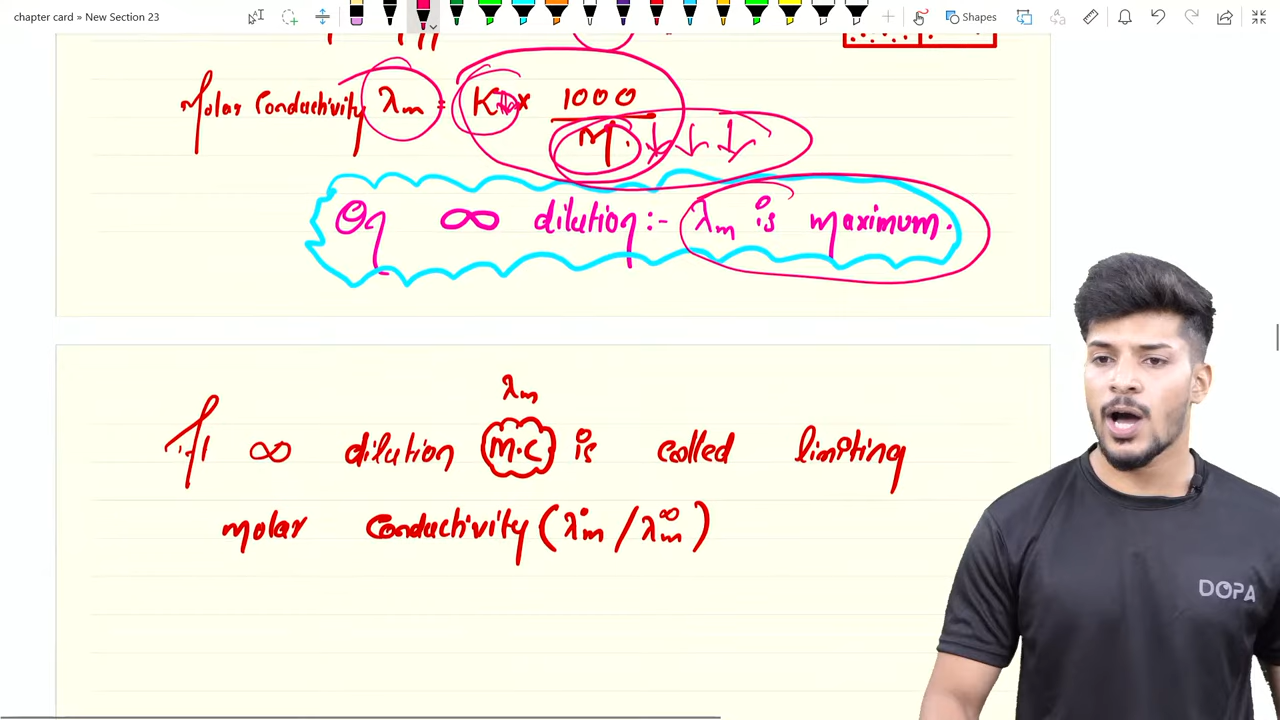 chapter card » New Section 23
Shapes
Molar Conductivity λm = K x 1000
M.
On ∞ dilution:- λm is maximum.
λm
At ∞ dilution M.C is called limiting
molar Conductivity (λ°m / λ∞m)
DOPA